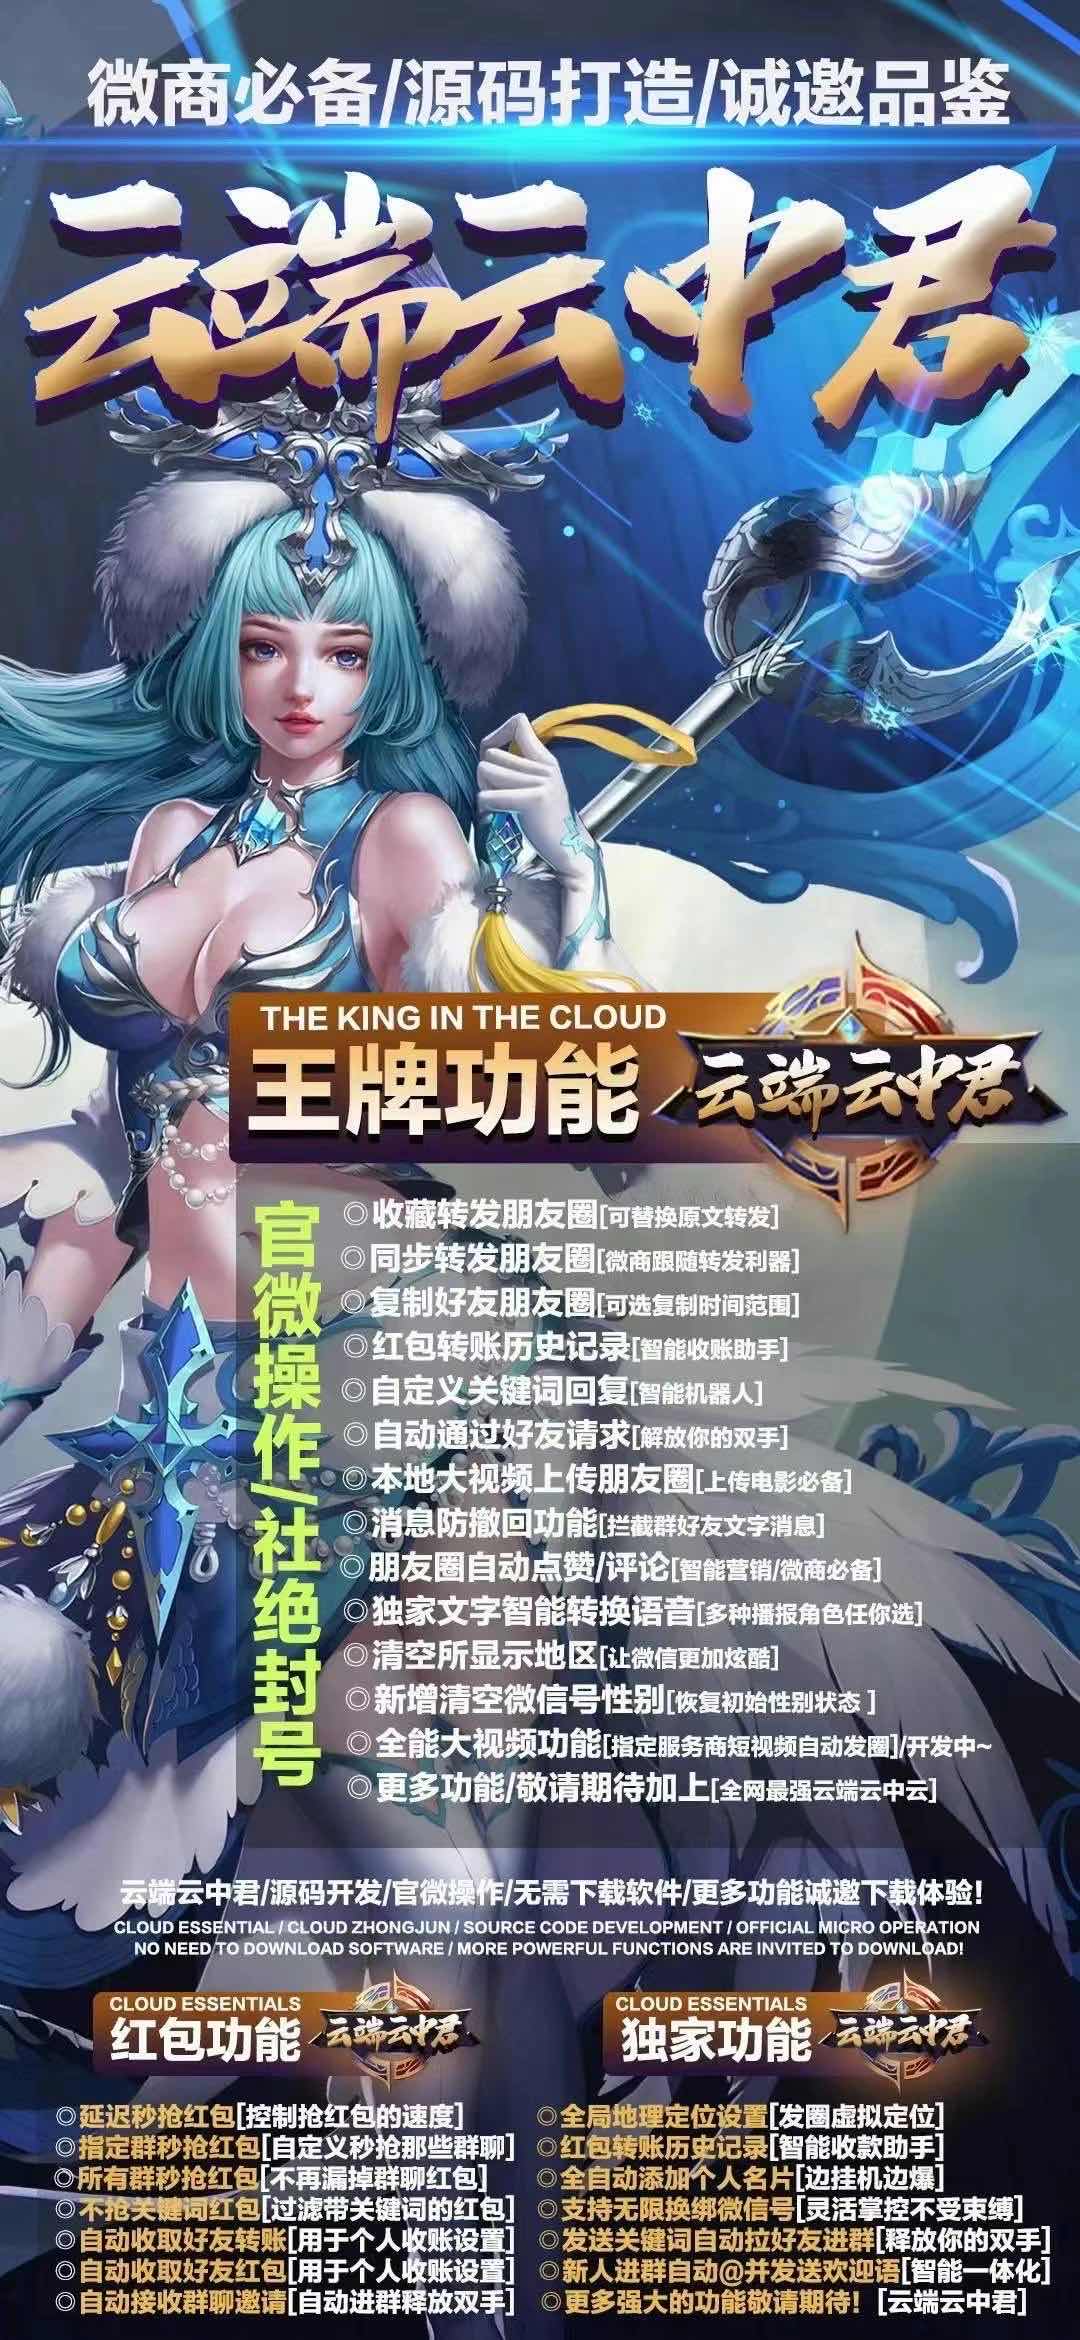 微商必备/源码打造/诚邀品鉴
云端云中君
THE KING IN THE CLOUD
王牌功能
云端云中君
官微操作/社绝封号
◎收藏转发朋友圈[可替换原文转发]
◎同步转发朋友圈[微商跟随转发利器]
◎复制好友朋友圈[可选复制时间范围]
◎红包转账历史记录[智能收账助手]
◎自定义关键词回复[智能机器人]
◎自动通过好友请求[解放你的双手]
◎本地大视频上传朋友圈[上传电影必备]
◎消息防撤回功能[拦截群好友文字消息]
◎朋友圈自动点赞/评论[智能营销/微商必备]
◎独家文字智能转换语音[多种播报角色任你选]
◎清空所显示地区[让微信更加炫酷]
◎新增清空微信号性别[恢复初始性别状态 ]
◎全能大视频功能[指定服务商短视频自动发圈]/开发中~
◎更多功能/敬请期待加上[全网最强云端云中云]
云端云中君/源码开发/官微操作/无需下载软件/更多功能诚邀下载体验!
CLOUD ESSENTIAL / CLOUD ZHONGJUN / SOURCE CODE DEVELOPMENT / OFFICIAL MICRO OPERATION
NO NEED TO DOWNLOAD SOFTWARE / MORE POWERFUL FUNCTIONS ARE INVITED TO DOWNLOAD!
CLOUD ESSENTIALS
红包功能
云端云中君
◎延迟秒抢红包[控制抢红包的速度]
◎指定群秒抢红包[自定义秒抢那些群聊]
◎所有群秒抢红包[不再漏掉群聊红包]
◎不抢关键词红包[过滤带关键词的红包]
◎自动收取好友转账[用于个人收账设置]
◎自动收取好友红包[用于个人收账设置]
◎自动接收群聊邀请[自动进群释放双手]
CLOUD ESSENTIALS
独家功能
云端云中君
◎全局地理定位设置[发圈虚拟定位]
◎红包转账历史记录[智能收款助手]
◎全自动添加个人名片[边挂机边爆]
◎支持无限换绑微信号[灵活掌控不受束缚]
◎发送关键词自动拉好友进群[释放你的双手]
◎新人进群自动@并发送欢迎语[智能一体化]
◎更多强大的功能敬请期待! [云端云中君]